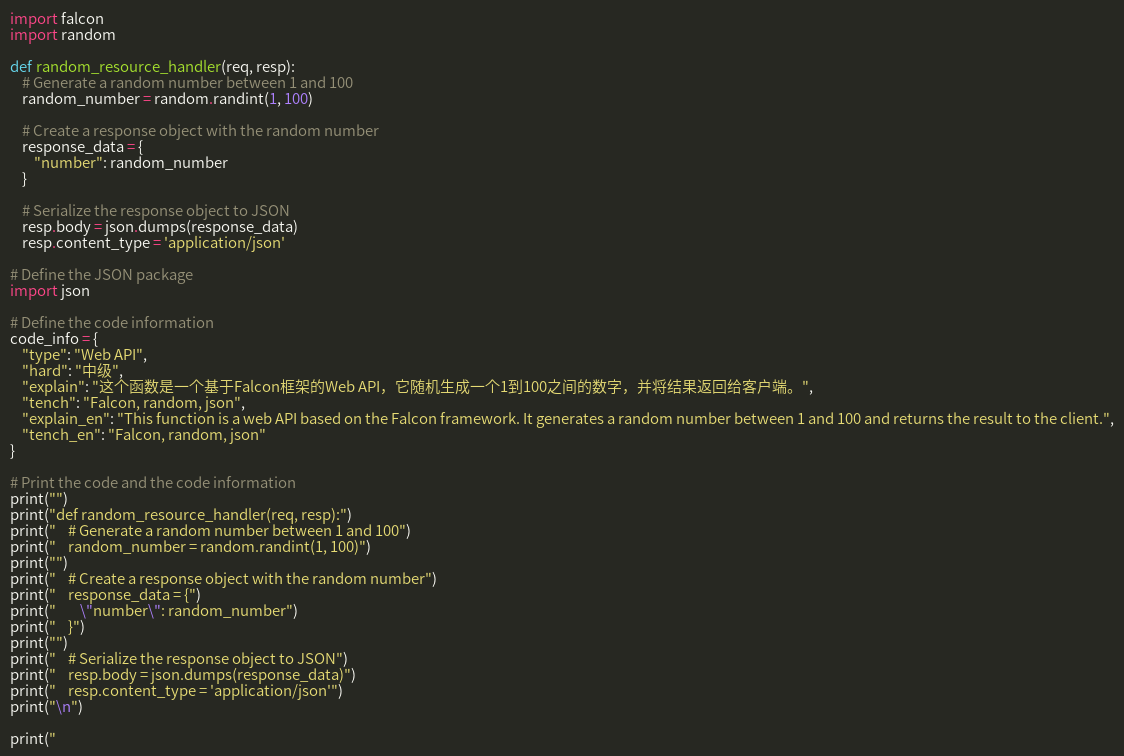 import falcon
import random

def random_resource_handler(req, resp):
    # Generate a random number between 1 and 100
    random_number = random.randint(1, 100)

    # Create a response object with the random number
    response_data = {
        "number": random_number
    }

    # Serialize the response object to JSON
    resp.body = json.dumps(response_data)
    resp.content_type = 'application/json'

# Define the JSON package
import json

# Define the code information
code_info = {
    "type": "Web API",
    "hard": "中级",
    "explain": "这个函数是一个基于Falcon框架的Web API，它随机生成一个1到100之间的数字，并将结果返回给客户端。",
    "tench": "Falcon, random, json",
    "explain_en": "This function is a web API based on the Falcon framework. It generates a random number between 1 and 100 and returns the result to the client.",
    "tench_en": "Falcon, random, json"
}

# Print the code and the code information
print("")
print("def random_resource_handler(req, resp):")
print("    # Generate a random number between 1 and 100")
print("    random_number = random.randint(1, 100)")
print("")
print("    # Create a response object with the random number")
print("    response_data = {")
print("        \"number\": random_number")
print("    }")
print("")
print("    # Serialize the response object to JSON")
print("    resp.body = json.dumps(response_data)")
print("    resp.content_type = 'application/json'")
print("\n")

print("